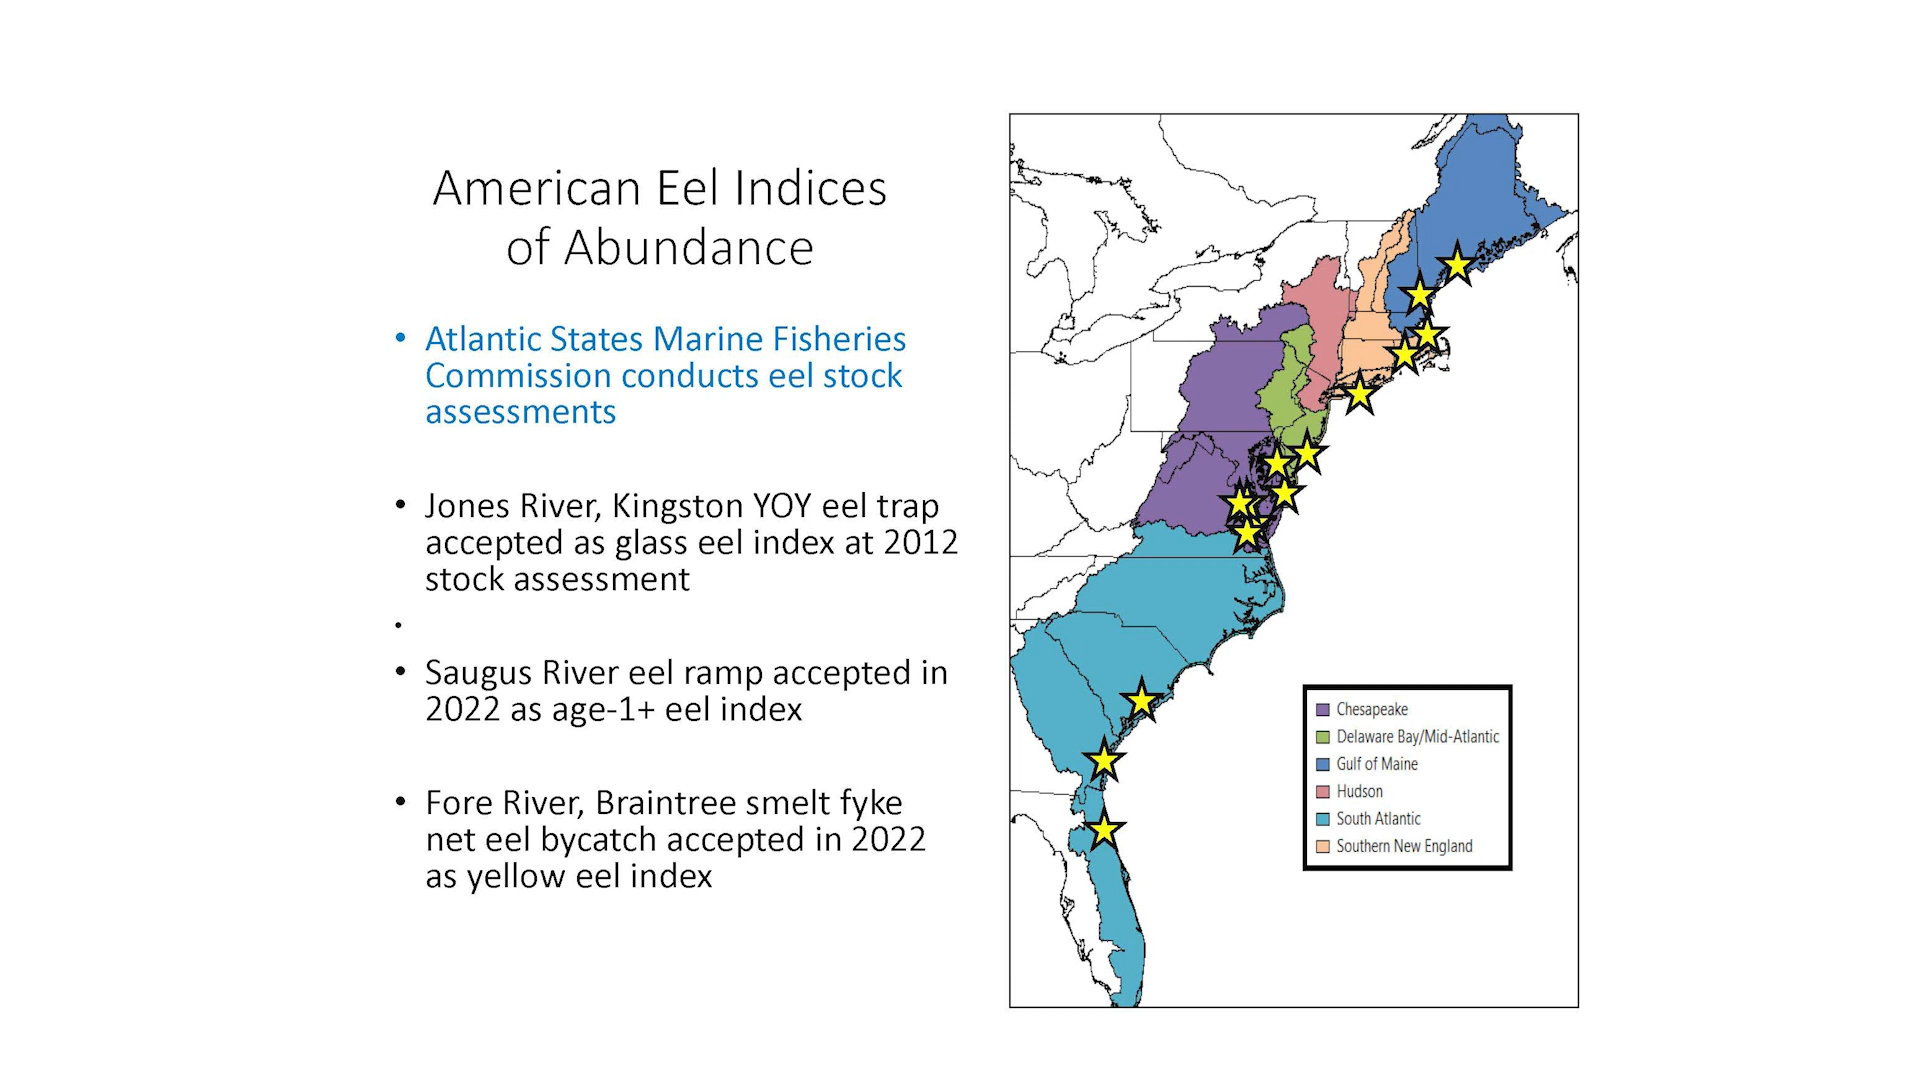 American Eel Indices
of Abundance
• Atlantic States Marine Fisheries
Commission conducts eel stock
assessments
• Jones River, Kingston YOY eel trap
accepted as glass eel index at 2012
stock assessment
•
• Saugus River eel ramp accepted in
2022 as age-1+ eel index
• Fore River, Braintree smelt fyke
net eel bycatch accepted in 2022
as yellow eel index
Chesapeake
Delaware Bay/Mid-Atlantic
Gulf of Maine
Hudson
South Atlantic
Southern New England